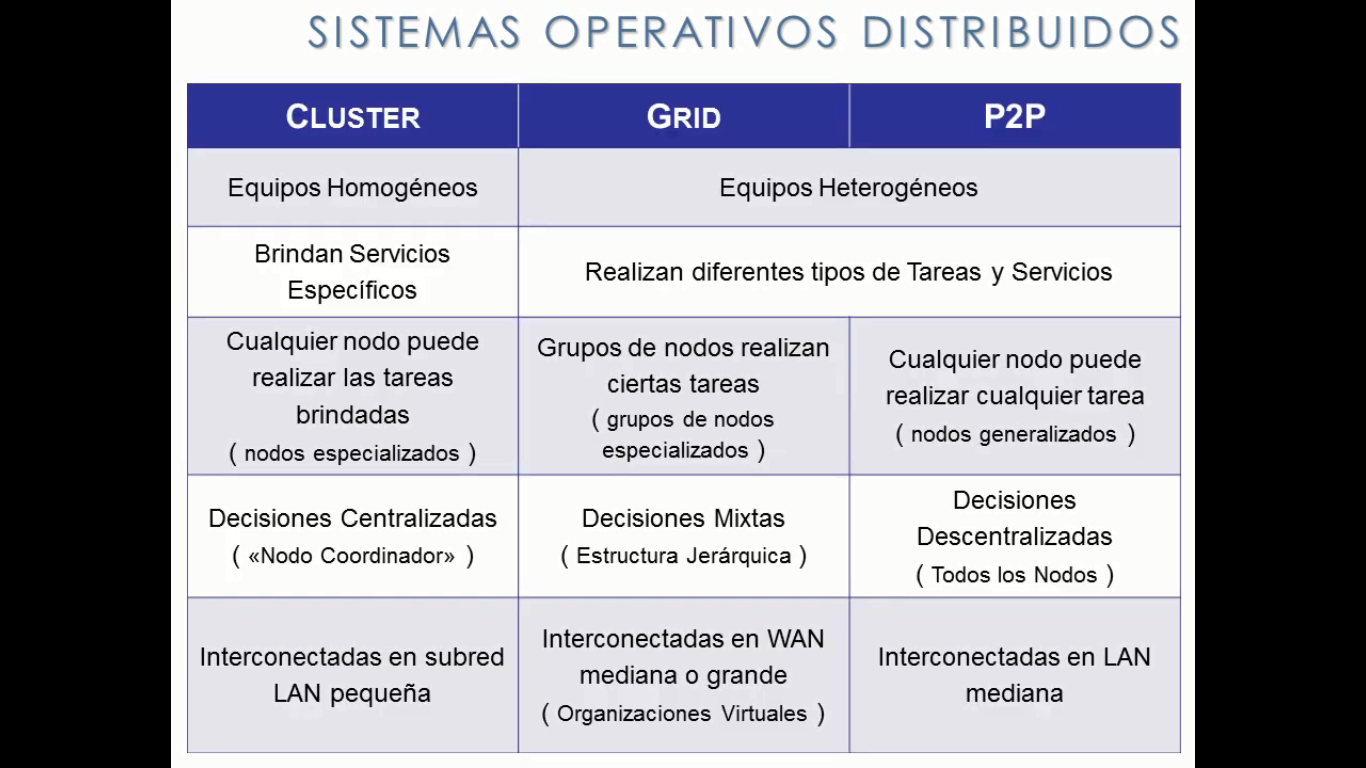 SISTEMAS OPERATIVOS DISTRIBUIDOS
CLUSTER
GRID
P2P
Equipos Homogéneos
Equipos Heterogéneos
Brindan Servicios
Específicos
Realizan diferentes tipos de Tareas y Servicios
Cualquier nodo puede
realizar las tareas
brindadas
( nodos especializados )
Grupos de nodos realizan
ciertas tareas
( grupos de nodos
especializados )
Cualquier nodo puede
realizar cualquier tarea
( nodos generalizados )
Decisiones Centralizadas
( «Nodo Coordinador» )
Decisiones Mixtas
( Estructura Jerárquica )
Decisiones
Descentralizadas
( Todos los Nodos )
Interconectadas en subred
LAN pequeña
Interconectadas en WAN
mediana o grande
( Organizaciones Virtuales )
Interconectadas en LAN
mediana